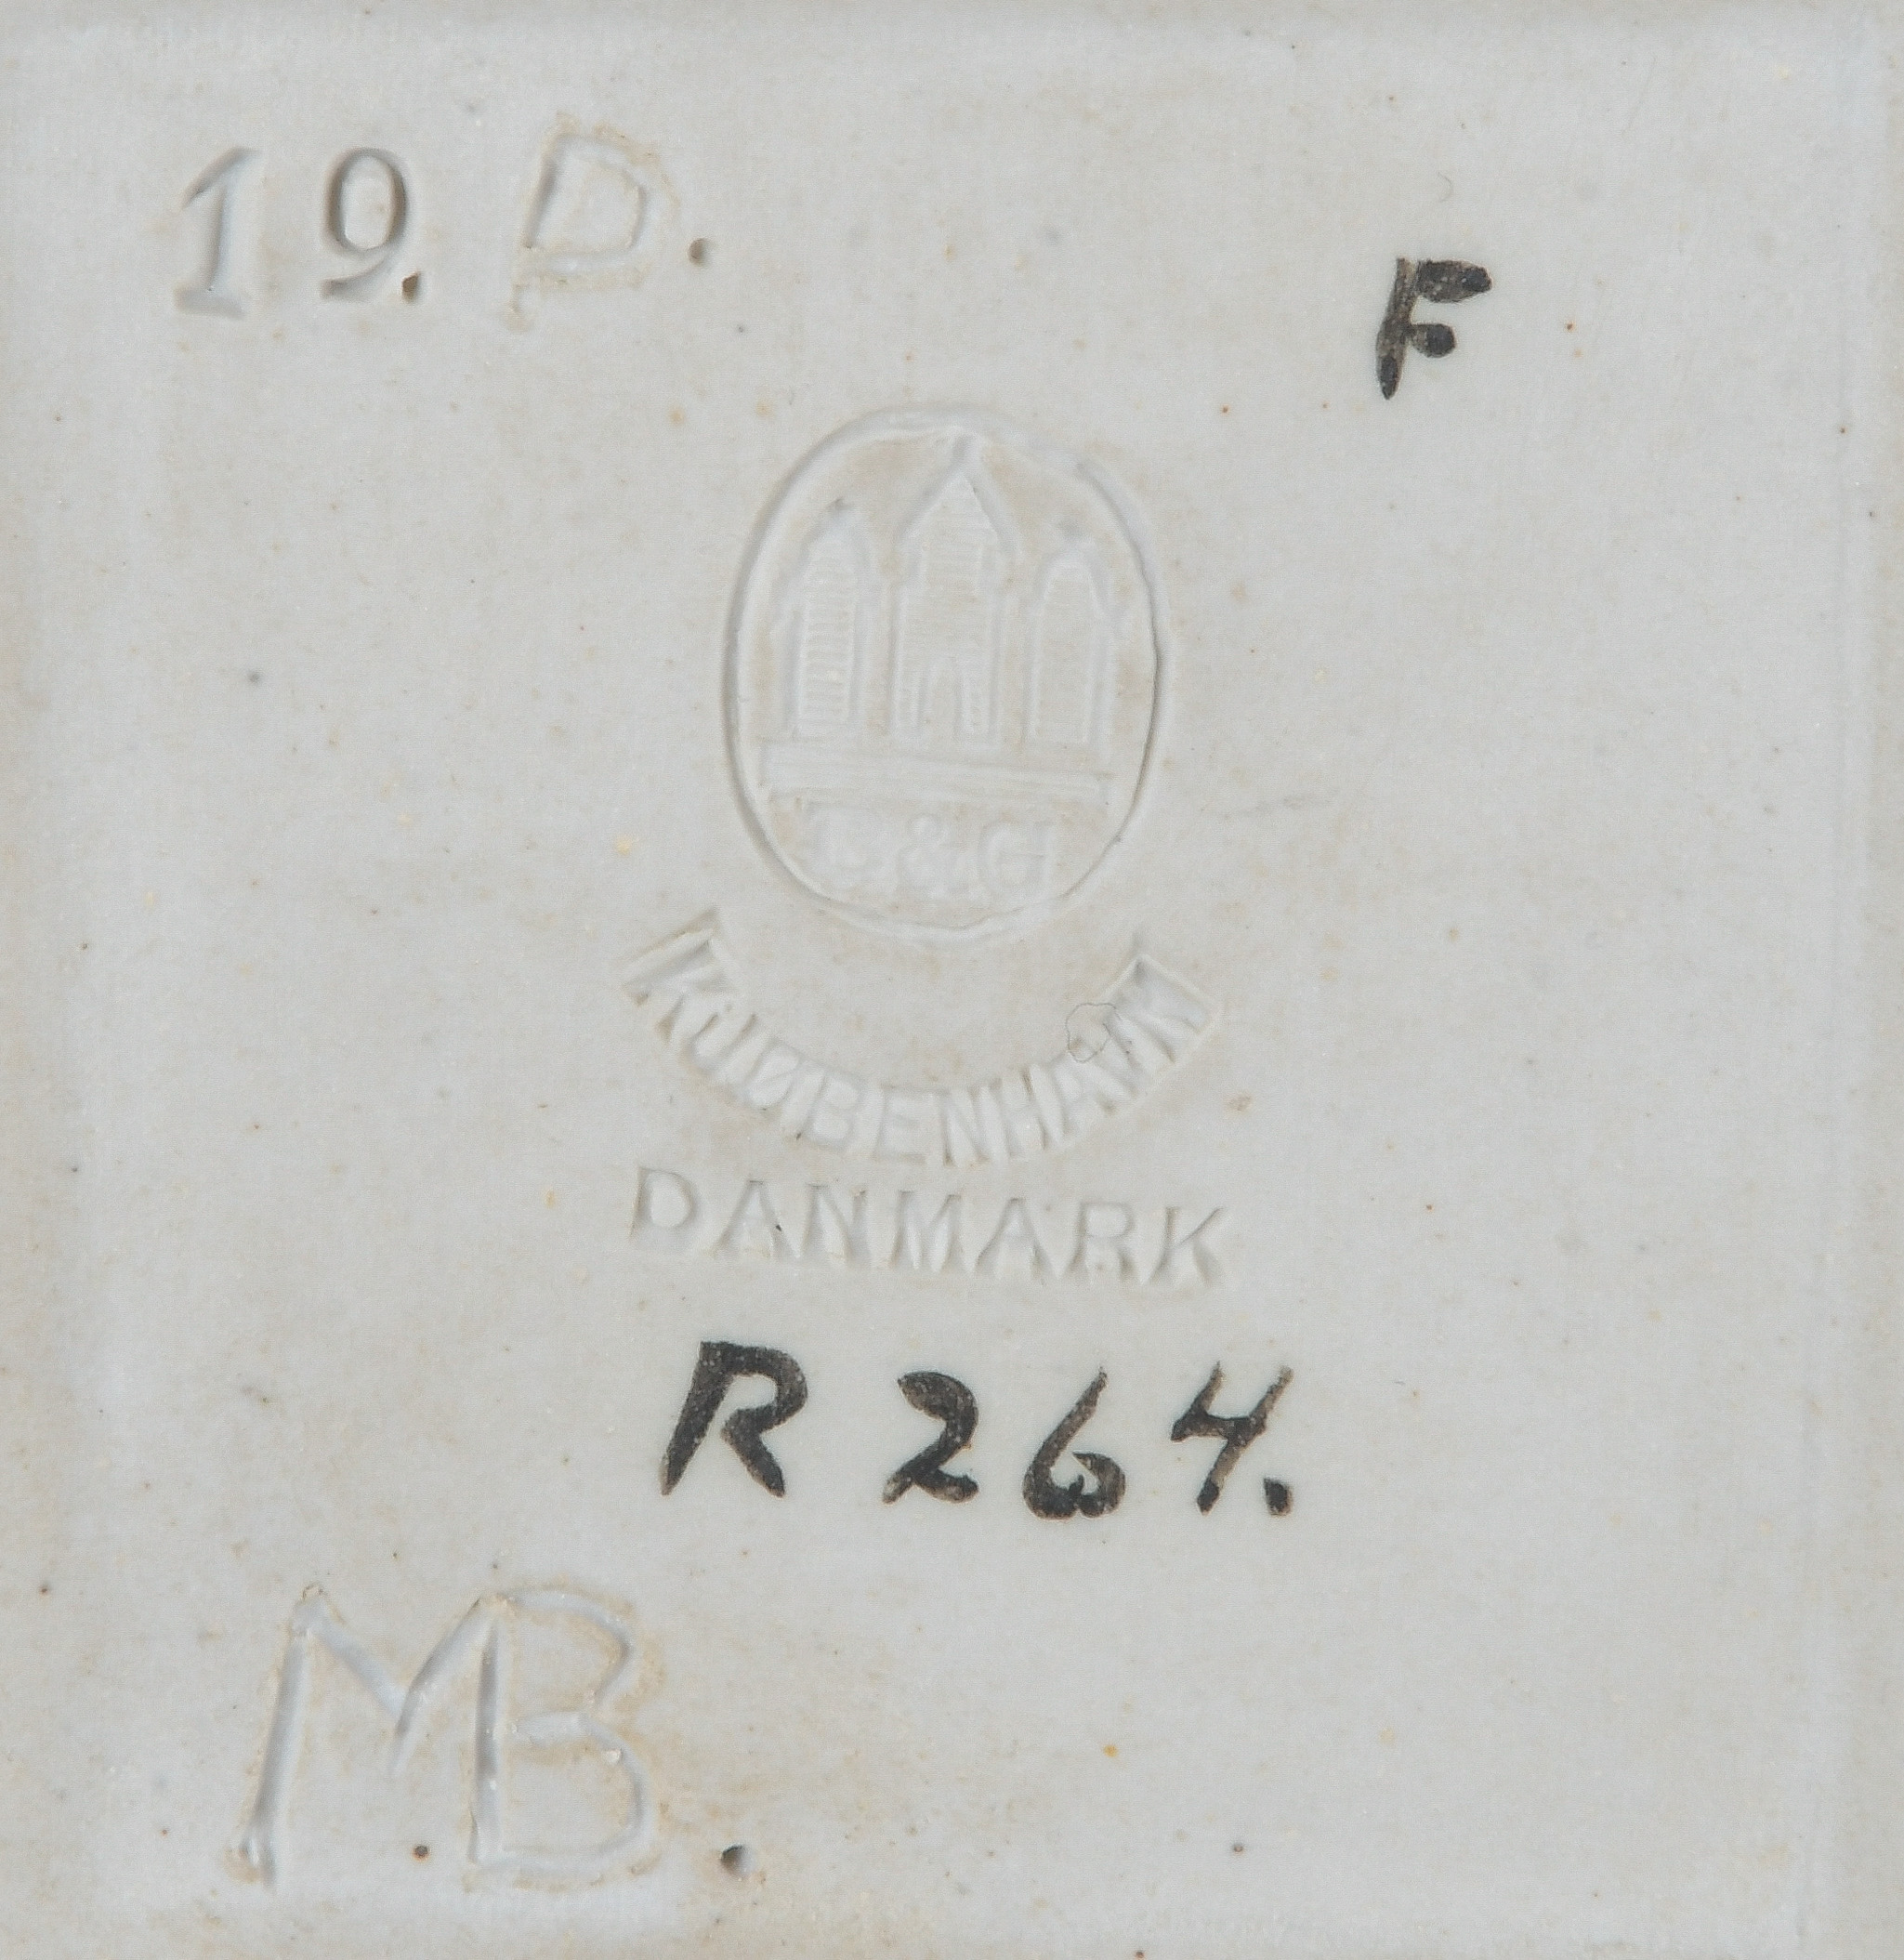 19. D.
F
B&G
KJØBENHAVN
DANMARK
R 264.
MB.